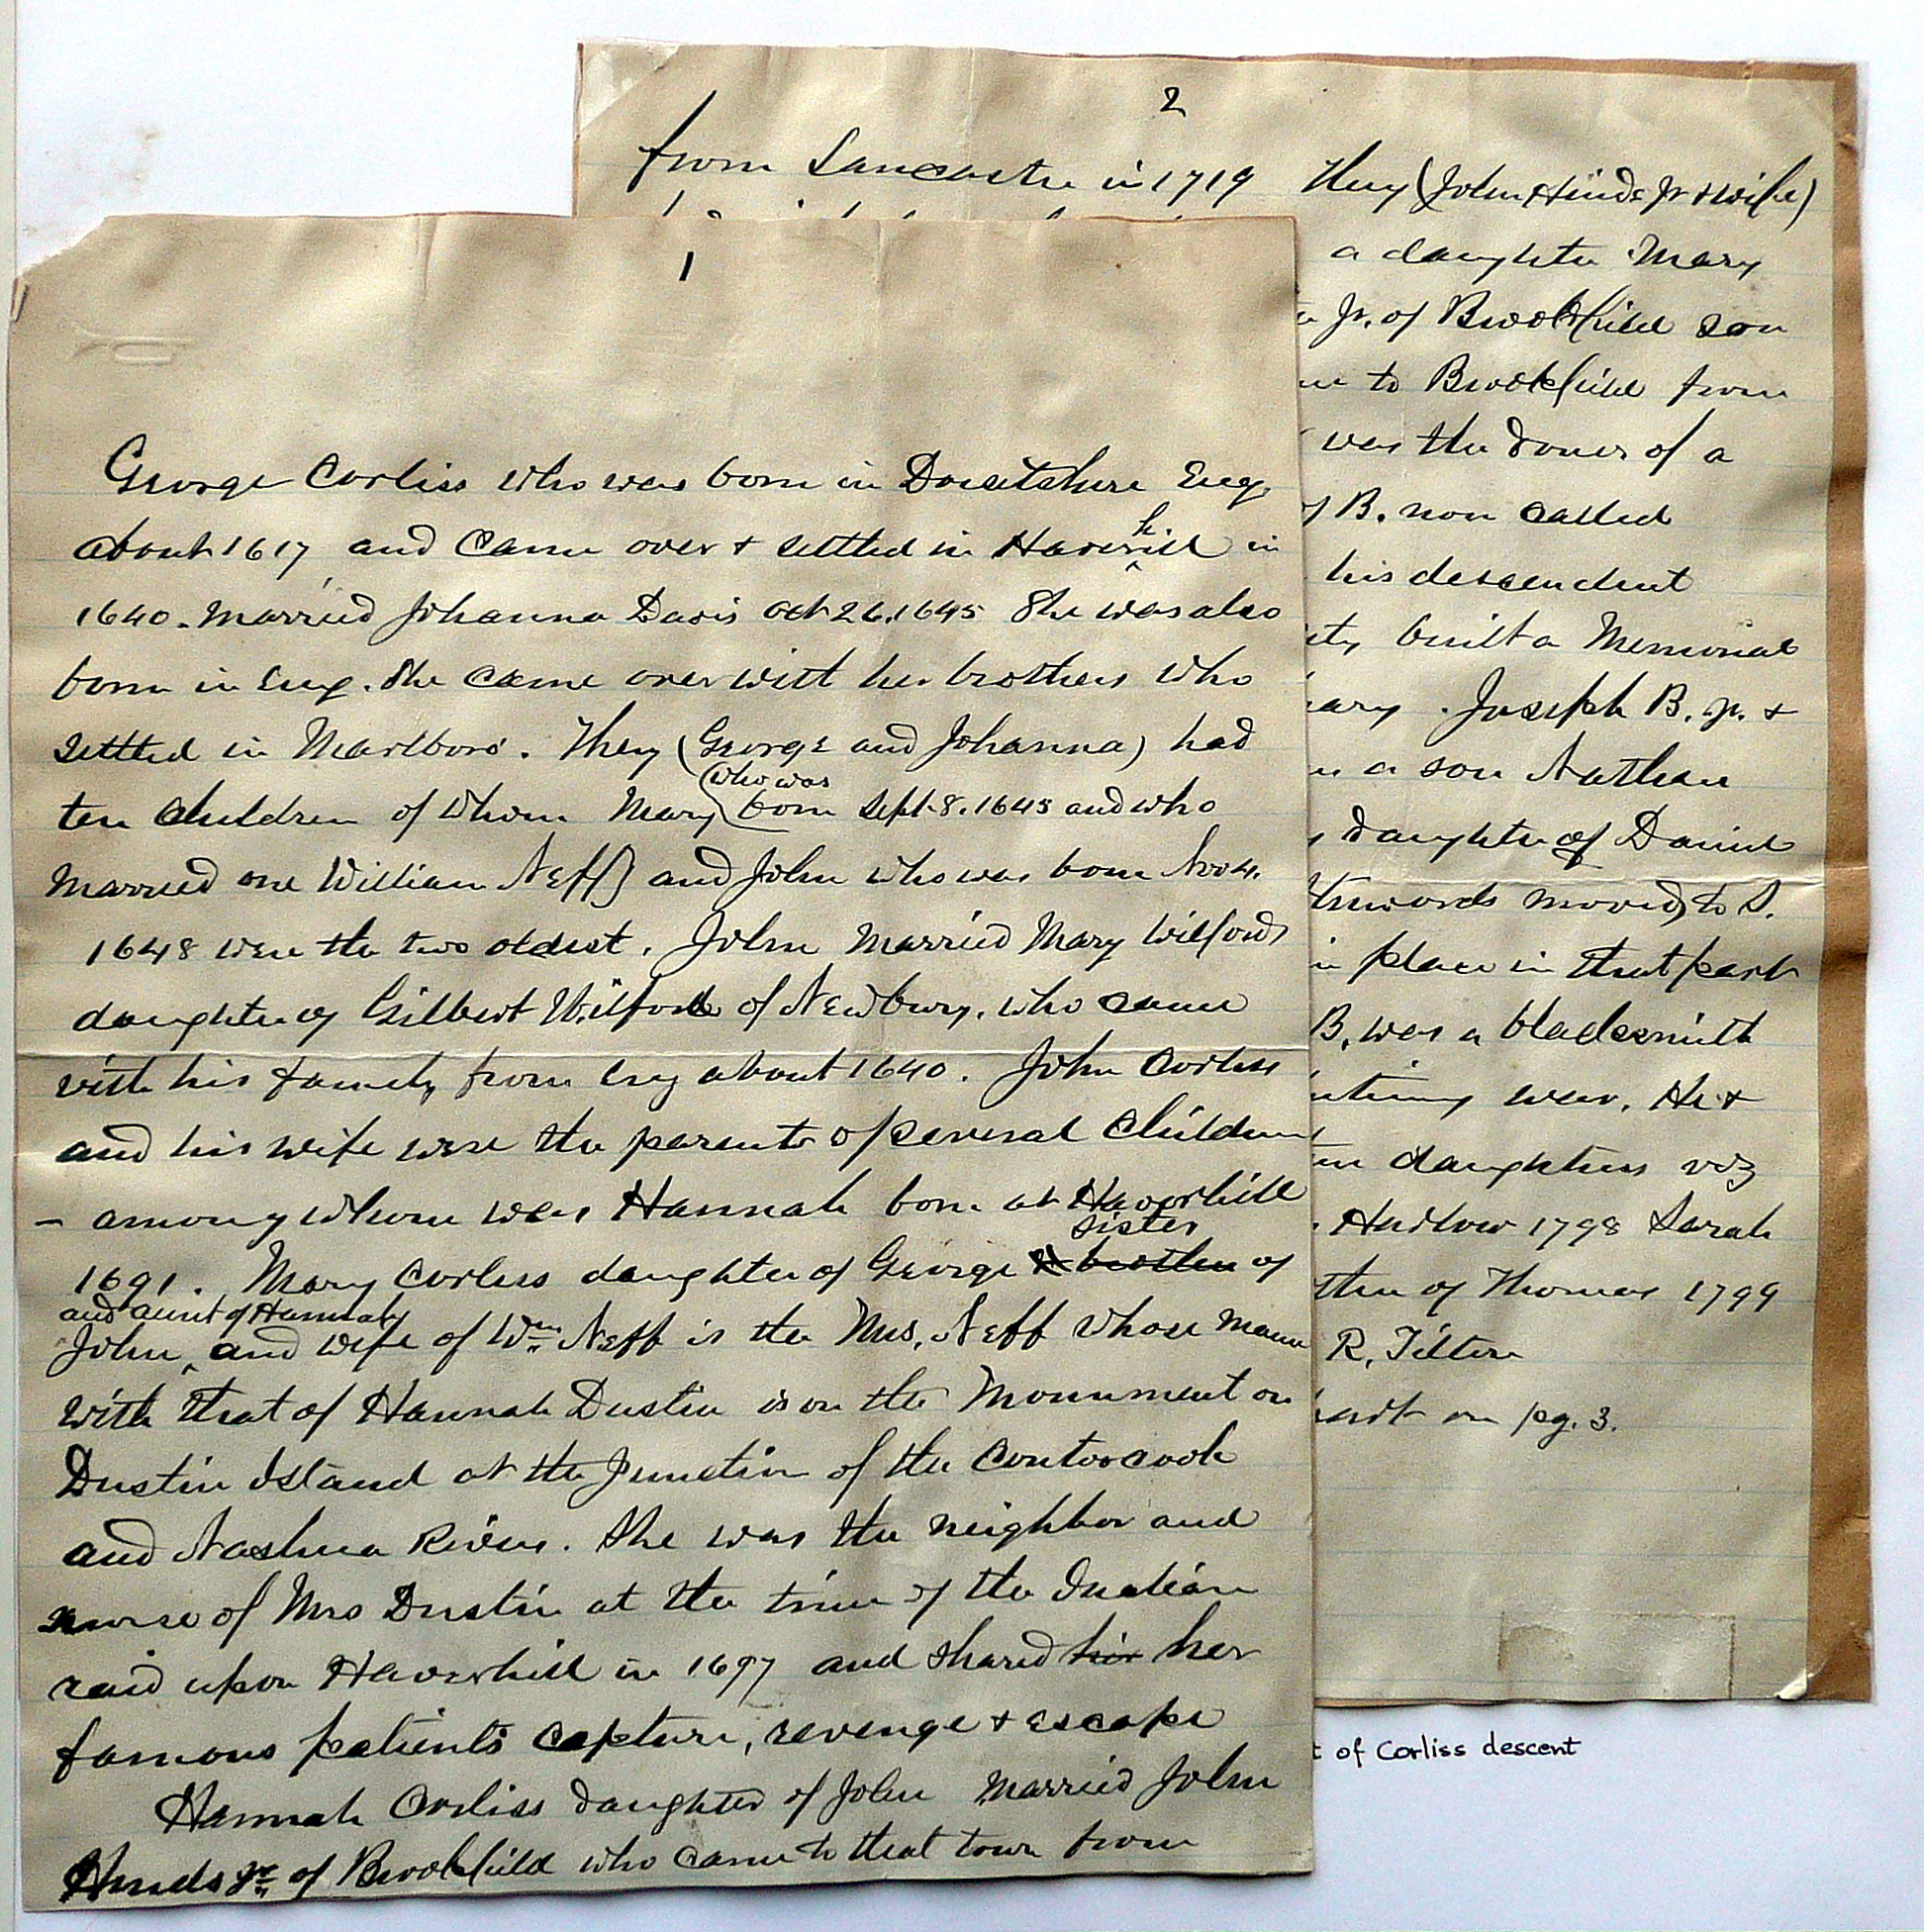 1
George Corliss who was born in Dorsetshire Eng.
about 1617 and came over & settled in Haverhill in
1640. married Johanna Davis Oct 26. 1645 She was also
born in Eng. She came over with her brothers who
settled in Marlboro'. They (George and Johanna) had
ten children of whom Mary (who was born Sept. 8. 1645 and who
married one William Neff) and John who was born Nov 4.
1648 were the two oldest. John married Mary Wilford
daughter of Gilbert Wilford of Newbury, who came
with his family from Eng about 1640. John Corliss
and his wife were the parents of several children
- among whom was Hannah born at Haverhill
1691. Mary Corliss daughter of George & brother sister of
John and aunt of Hannah and wife of Wm Neff is the Mrs. Neff whose name
with that of Hannah Dustin is on the Monument on
Dustin Island at the Junction of the Contoocook
and Nashua Rivers. She was the neighbor and
nurse of Mrs Dustin at the time of the Indian
raid upon Haverhill in 1697 and shared her
famous patients capture, revenge & escape
Hannah Corliss daughter of John married John
Hinds Jr. of Brookfield who came to that town from
2
from Lancaster in 1719 They (John Hinds Jr & wife)
a daughter Mary
Jr. of Brookfield son
to Brookfield from
was the donor of a
of B. now called
his descendent
built a Memorial
Joseph B. Jr. &
a son Nathan
daughter of Daniel
moved to S.
place in that part
B. was a blacksmith
war. He &
daughters viz
Harlow 1798 Sarah
of Thomas 1799
R. Tilton
on pg. 3.
of Corliss descent